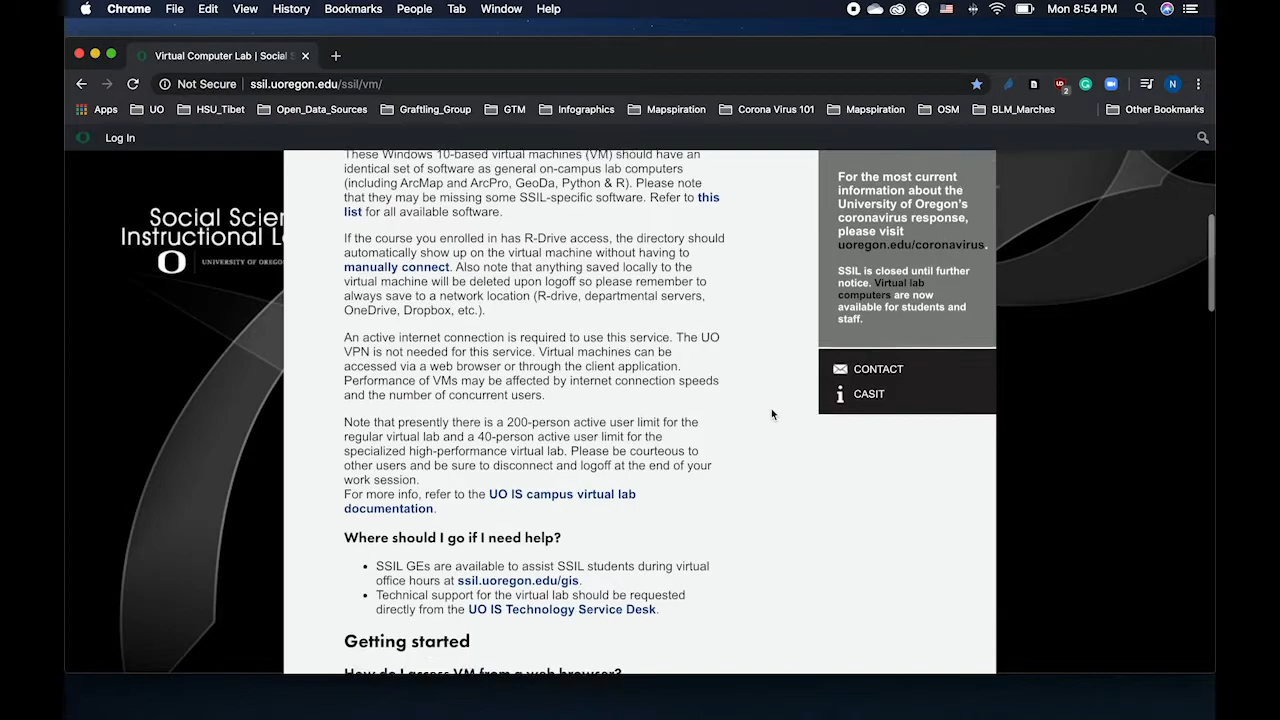 Chrome File Edit View History Bookmarks People Tab Window Help Mon 8:54 PM
Virtual Computer Lab | Social S
Not Secure ssil.uoregon.edu/ssil/vm/ N
Apps UO HSU_Tibet Open_Data_Sources Graftling_Group GTM Infographics Mapspiration Corona Virus 101 Mapspiration OSM BLM_Marches Other Bookmarks
Log In
Social Scien
Instructional L
UNIVERSITY OF OREGO
These Windows 10-based virtual machines (VM) should have an
identical set of software as general on-campus lab computers
(including ArcMap and ArcPro, GeoDa, Python & R). Please note
that they may be missing some SSIL-specific software. Refer to this
list for all available software.
If the course you enrolled in has R-Drive access, the directory should
automatically show up on the virtual machine without having to
manually connect. Also note that anything saved locally to the
virtual machine will be deleted upon logoff so please remember to
always save to a network location (R-drive, departmental servers,
OneDrive, Dropbox, etc.).
An active internet connection is required to use this service. The UO
VPN is not needed for this service. Virtual machines can be
accessed via a web browser or through the client application.
Performance of VMs may be affected by internet connection speeds
and the number of concurrent users.
Note that presently there is a 200-person active user limit for the
regular virtual lab and a 40-person active user limit for the
specialized high-performance virtual lab. Please be courteous to
other users and be sure to disconnect and logoff at the end of your
work session.
For more info, refer to the UO IS campus virtual lab
documentation.
Where should I go if I need help?
SSIL GEs are available to assist SSIL students during virtual
office hours at ssil.uoregon.edu/gis.
Technical support for the virtual lab should be requested
directly from the UO IS Technology Service Desk.
Getting started
How do I access VM from a web browser?
For the most current
information about the
University of Oregon's
coronavirus response,
please visit
uoregon.edu/coronavirus.
SSIL is closed until further
notice. Virtual lab
computers are now
available for students and
staff.
CONTACT
CASIT